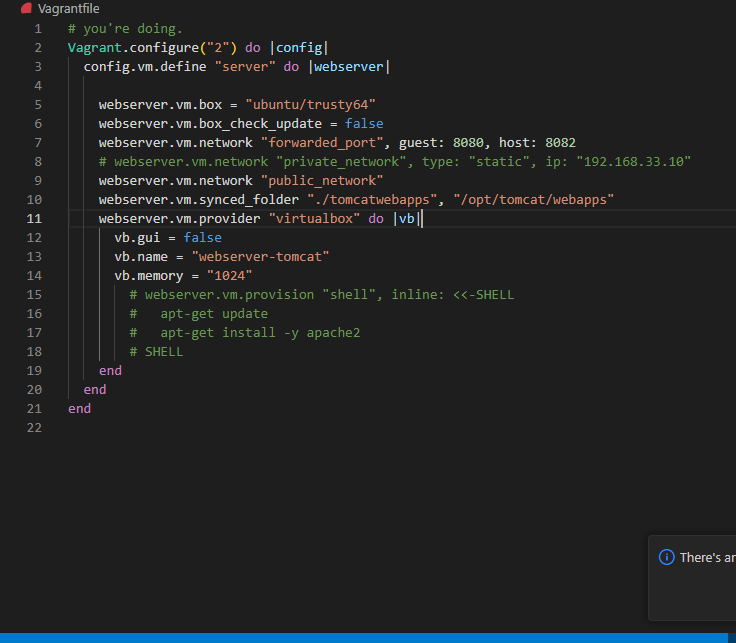 Vagrantfile
1 # you're doing.
2 Vagrant.configure("2") do |config|
3 config.vm.define "server" do |webserver|
4
5 webserver.vm.box = "ubuntu/trusty64"
6 webserver.vm.box_check_update = false
7 webserver.vm.network "forwarded_port", guest: 8080, host: 8082
8 # webserver.vm.network "private_network", type: "static", ip: "192.168.33.10"
9 webserver.vm.network "public_network"
10 webserver.vm.synced_folder "./tomcatwebapps", "/opt/tomcat/webapps"
11 webserver.vm.provider "virtualbox" do |vb|
12 vb.gui = false
13 vb.name = "webserver-tomcat"
14 vb.memory = "1024"
15 # webserver.vm.provision "shell", inline: <<-SHELL
16 #   apt-get update
17 #   apt-get install -y apache2
18 # SHELL
19 end
20 end
21 end
22
There's an